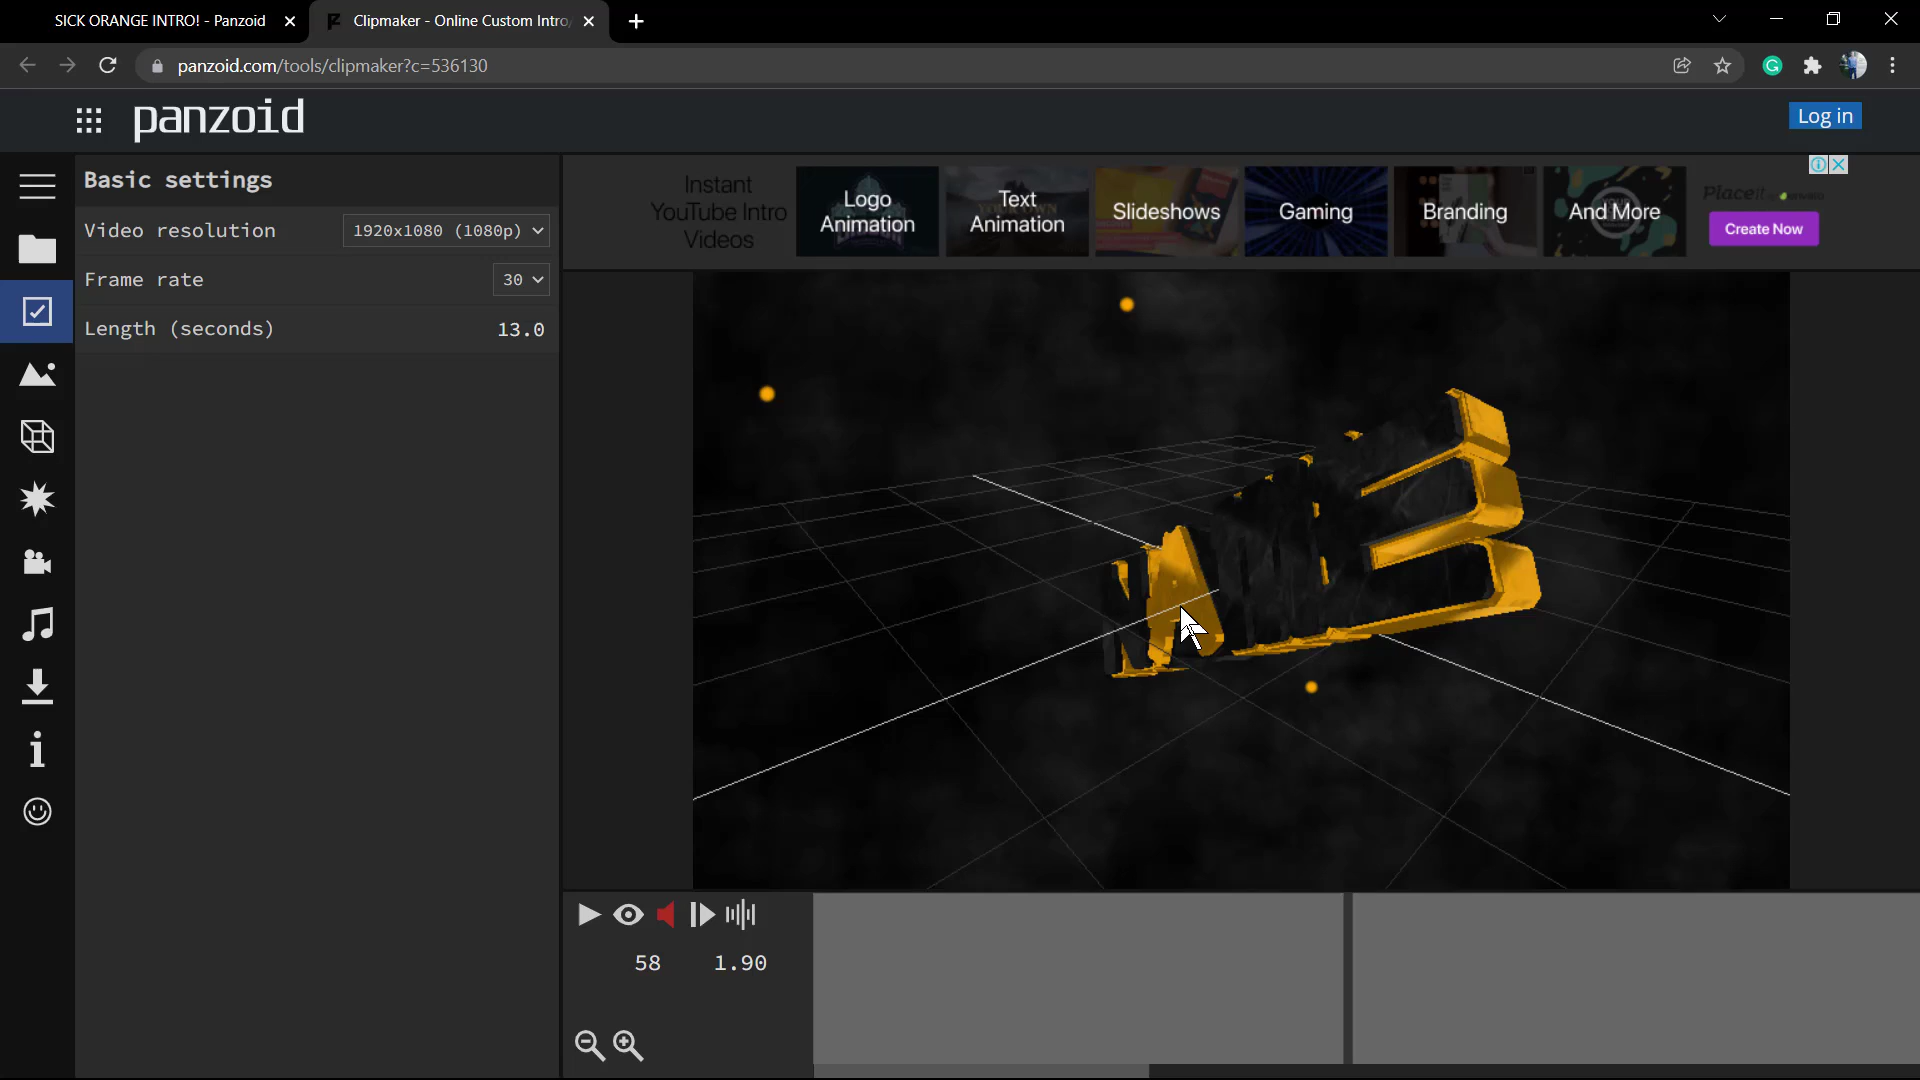 SICK ORANGE INTRO! - Panzoid
Clipmaker - Online Custom Intro
panzoid.com/tools/clipmaker?c=536130
panzoid
Log in
Basic settings
Video resolution 1920x1080 (1080p)
Frame rate 30
Length (seconds) 13.0
Instant
YouTube Intro
Videos
Logo
Animation
Text
Animation
Slideshows
Gaming
Branding
And More
Placeit
Create Now
58 1.90